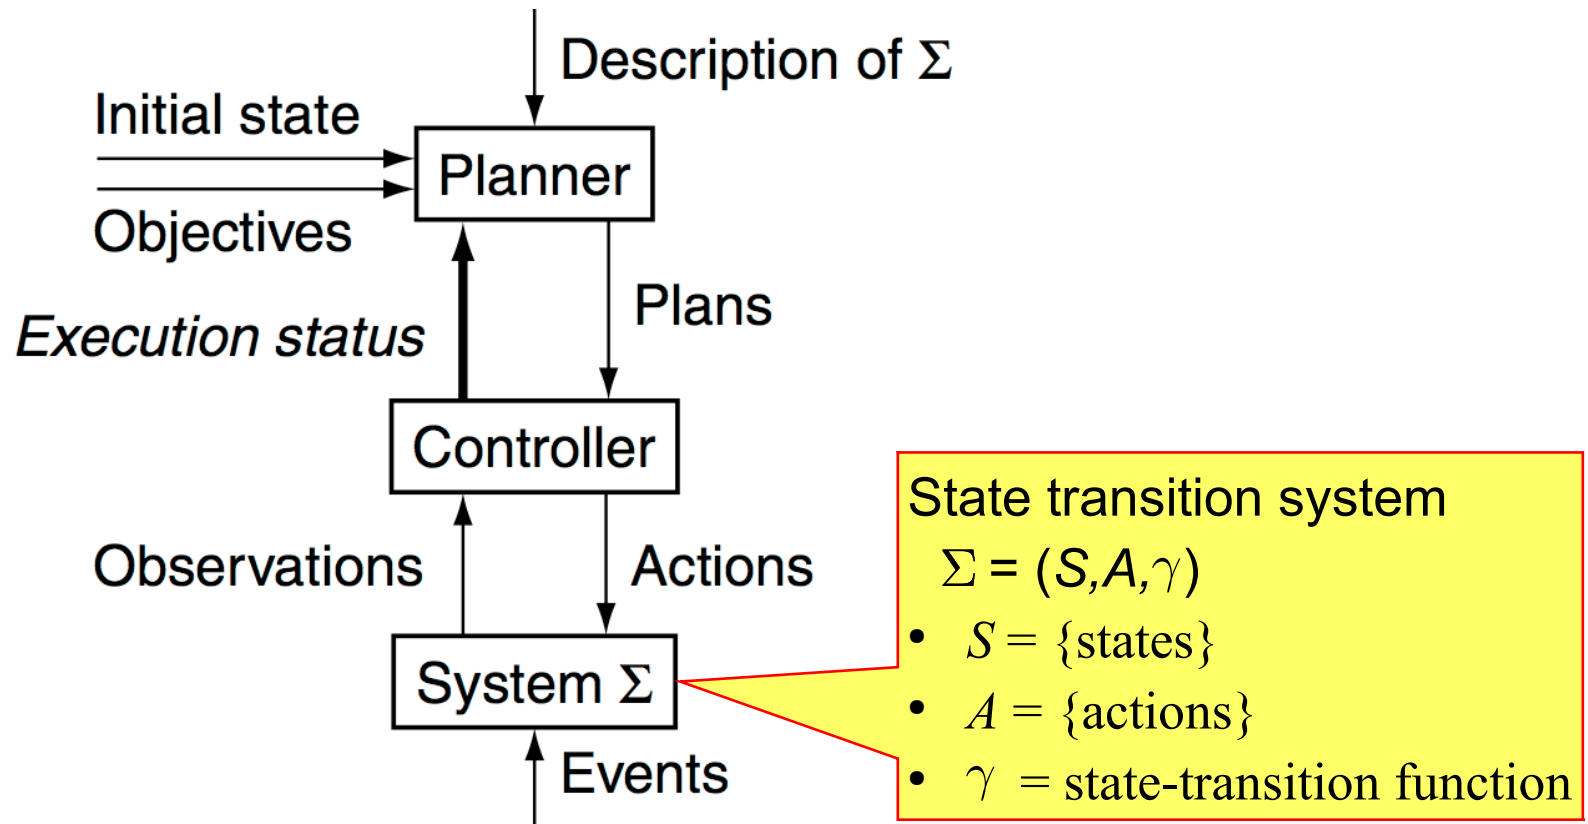 Description of Σ
Initial state
Planner
Objectives
Plans
Execution status
Controller
Observations
Actions
System Σ
Events
State transition system
Σ = (S,A,γ)
• S = {states}
• A = {actions}
• γ = state-transition function